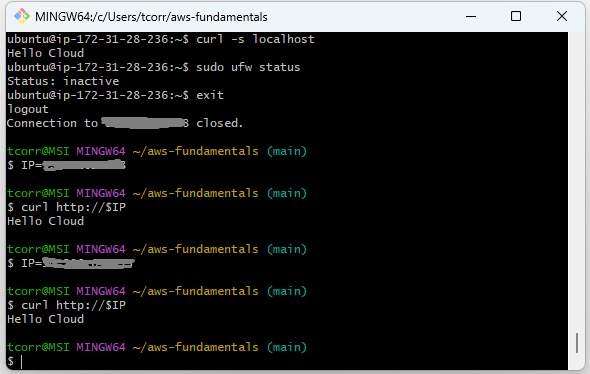 MINGW64:/c/Users/tcorr/aws-fundamentals
ubuntu@ip-172-31-28-236:~$ curl -s localhost
Hello Cloud
ubuntu@ip-172-31-28-236:~$ sudo ufw status
Status: inactive
ubuntu@ip-172-31-28-236:~$ exit
logout
Connection to 8 closed.
tcorr@MSI MINGW64 ~/aws-fundamentals (main)
$ IP=
tcorr@MSI MINGW64 ~/aws-fundamentals (main)
$ curl http://$IP
Hello Cloud
tcorr@MSI MINGW64 ~/aws-fundamentals (main)
$ IP=
tcorr@MSI MINGW64 ~/aws-fundamentals (main)
$ curl http://$IP
Hello Cloud
tcorr@MSI MINGW64 ~/aws-fundamentals (main)
$